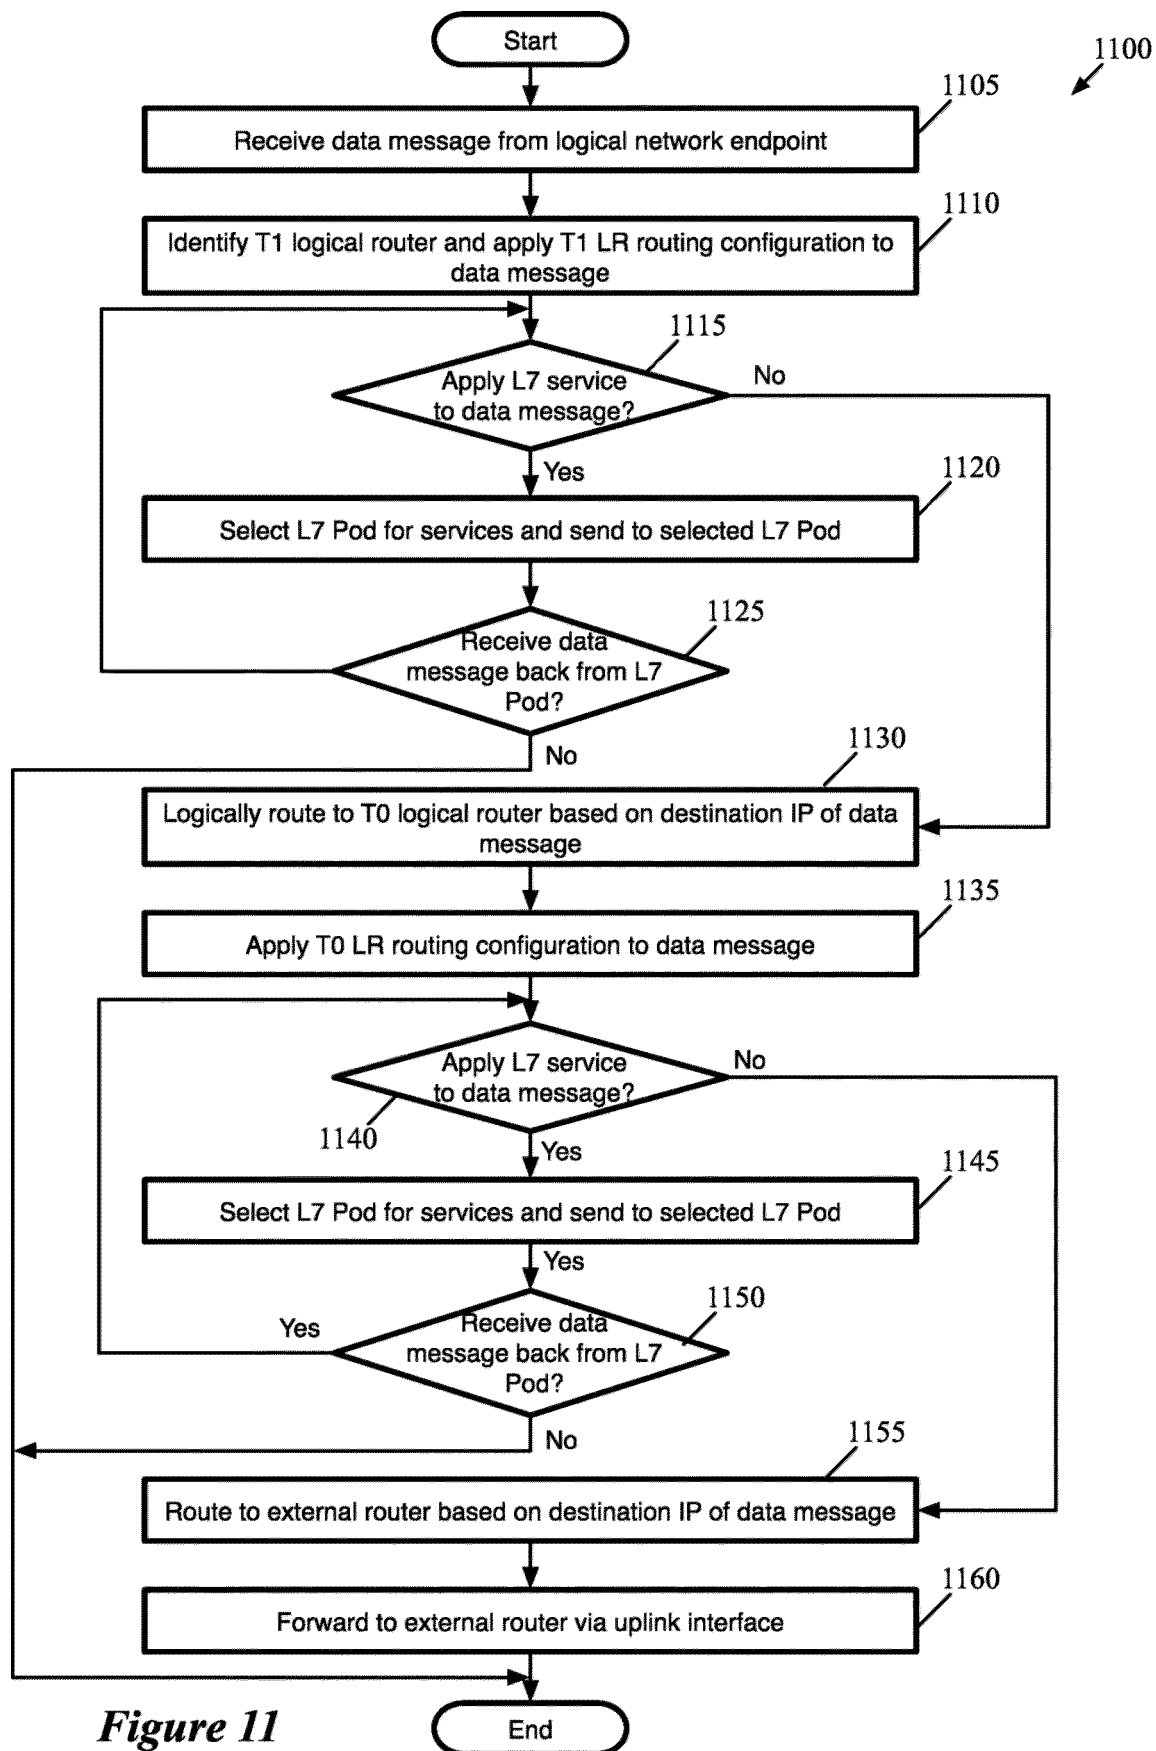 Start
1100
1105
Receive data message from logical network endpoint
1110
Identify T1 logical router and apply T1 LR routing configuration to
data message
1115
Apply L7 service
to data message?
No
Yes
1120
Select L7 Pod for services and send to selected L7 Pod
1125
Receive data
message back from L7
Pod?
No
1130
Logically route to T0 logical router based on destination IP of data
message
1135
Apply T0 LR routing configuration to data message
Apply L7 service
to data message?
No
1140
Yes
1145
Select L7 Pod for services and send to selected L7 Pod
Yes
1150
Receive data
message back from L7
Pod?
Yes
No
1155
Route to external router based on destination IP of data message
1160
Forward to external router via uplink interface
End
Figure 11